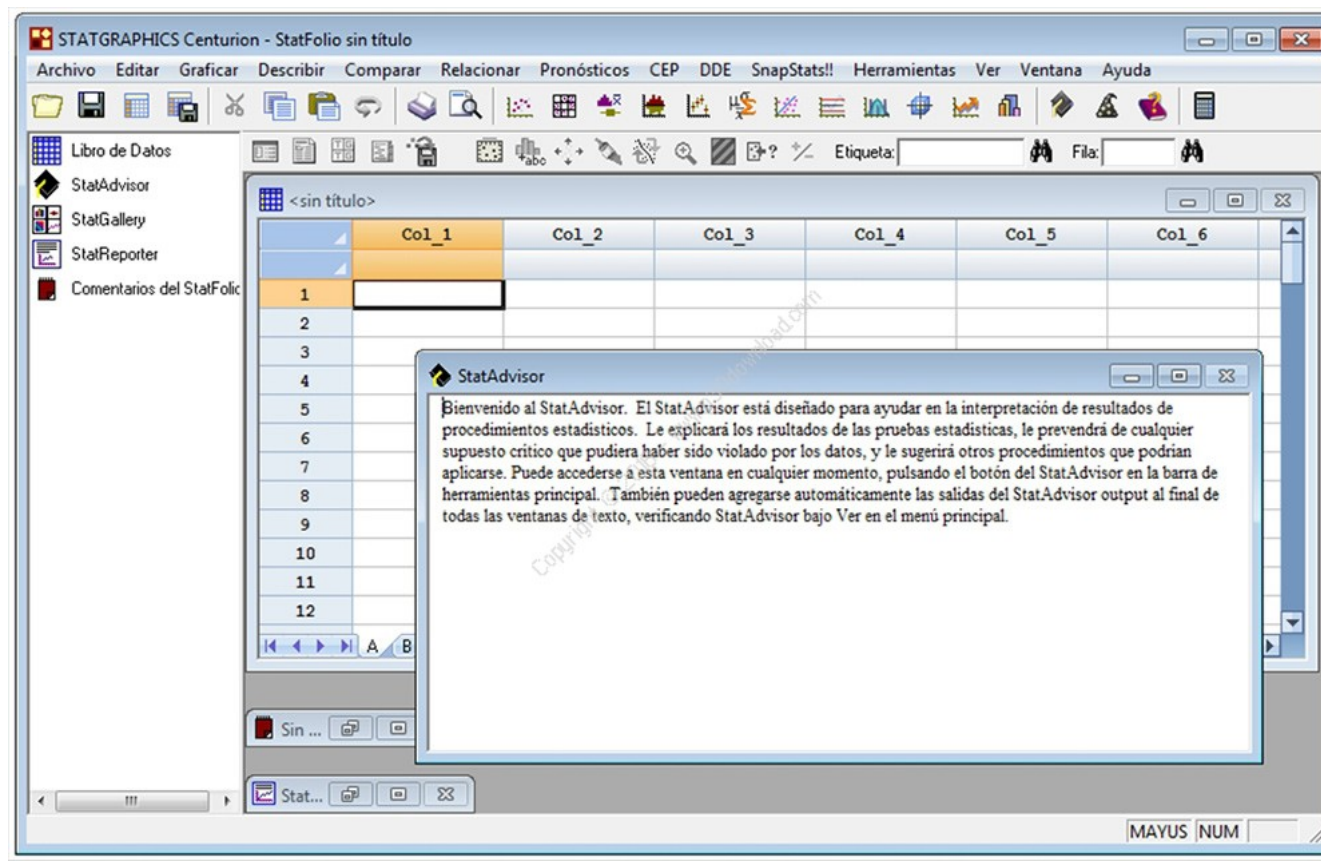 STATGRAPHICS Centurion - StatFolio sin título
Archivo Editar Graficar Describir Comparar Relacionar Pronósticos CEP DDE SnapStats!! Herramientas Ver Ventana Ayuda
Etiqueta: Fila:
Libro de Datos
StatAdvisor
StatGallery
StatReporter
Comentarios del StatFolio
<sin título>
Col_1 Col_2 Col_3 Col_4 Col_5 Col_6
1
2
3
4
5
6
7
8
9
10
11
12
A B
StatAdvisor
Bienvenido al StatAdvisor. El StatAdvisor está diseñado para ayudar en la interpretación de resultados de
procedimientos estadisticos. Le explicará los resultados de las pruebas estadisticas, le prevendrá de cualquier
supuesto critico que pudiera haber sido violado por los datos, y le sugerirá otros procedimientos que podrian
aplicarse. Puede accederse a esta ventana en cualquier momento, pulsando el botón del StatAdvisor en la barra de
herramientas principal. También pueden agregarse automáticamente las salidas del StatAdvisor output al final de
todas las ventanas de texto, verificando StatAdvisor bajo Ver en el menú principal.
Sin ...
Stat...
MAYUS NUM
Copyright ©